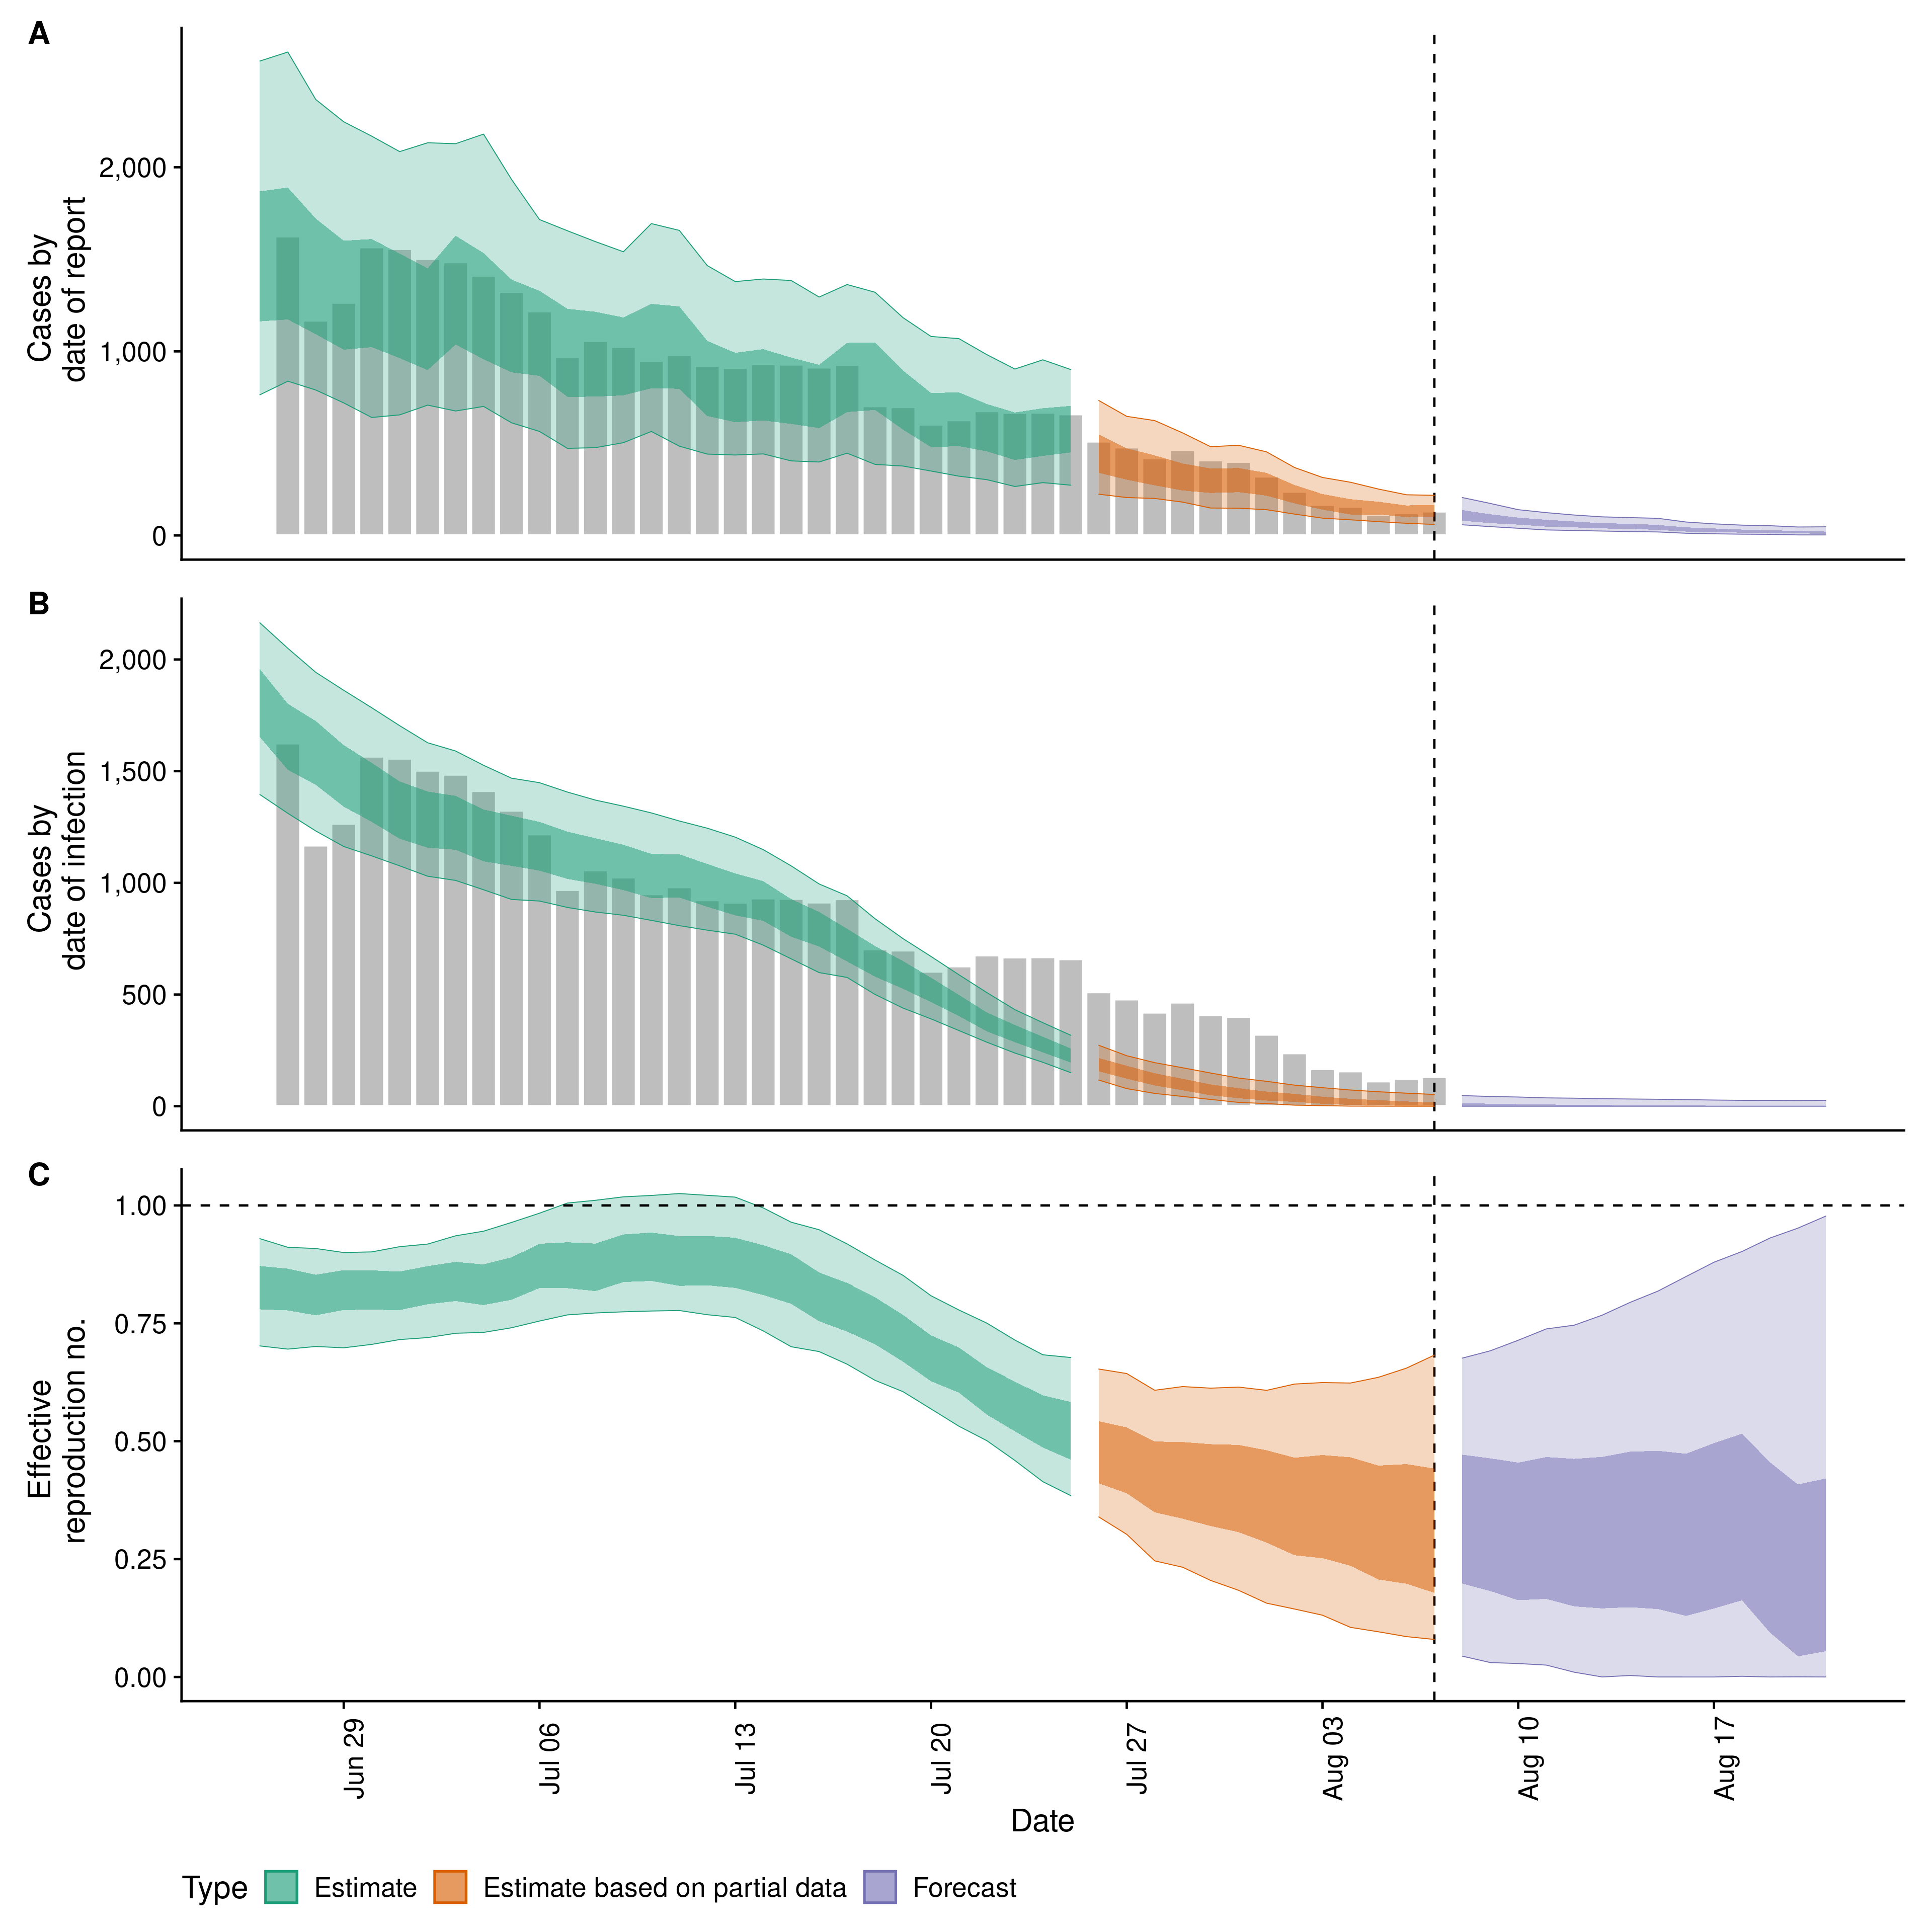 A
Cases by
date of report
2,000
1,000
0
B
Cases by
date of infection
2,000
1,500
1,000
500
0
C
Effective
reproduction no.
1.00
0.75
0.50
0.25
0.00
Jun 29
Jul 06
Jul 13
Jul 20
Jul 27
Aug 03
Aug 10
Aug 17
Date
Type Estimate Estimate based on partial data Forecast